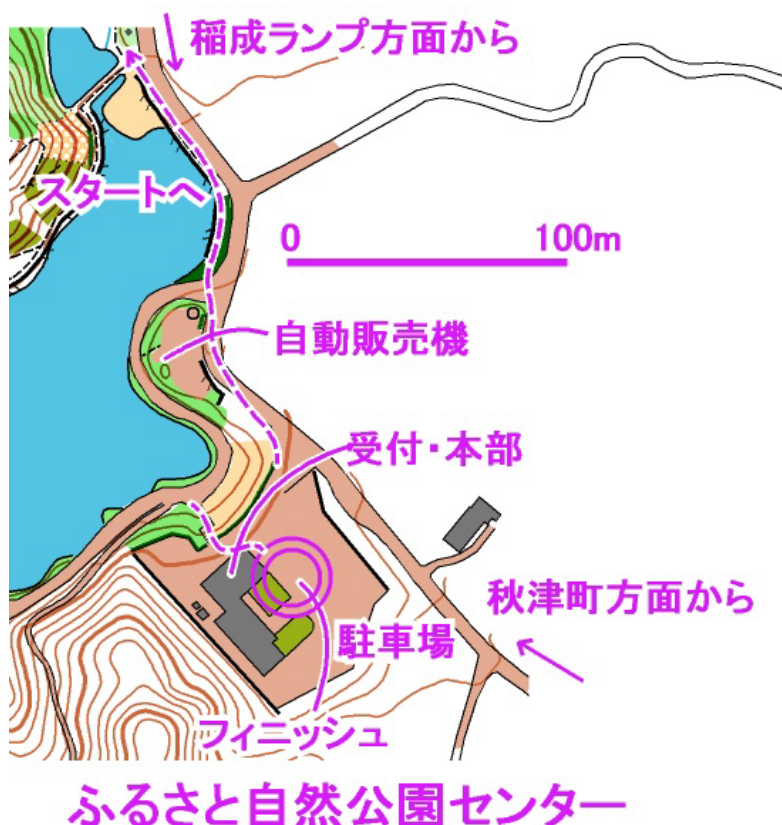 稲成ランプ方面から
スタートへ
0 100m
自動販売機
受付・本部
秋津町方面から
駐車場
フィニッシュ
ふるさと自然公園センター